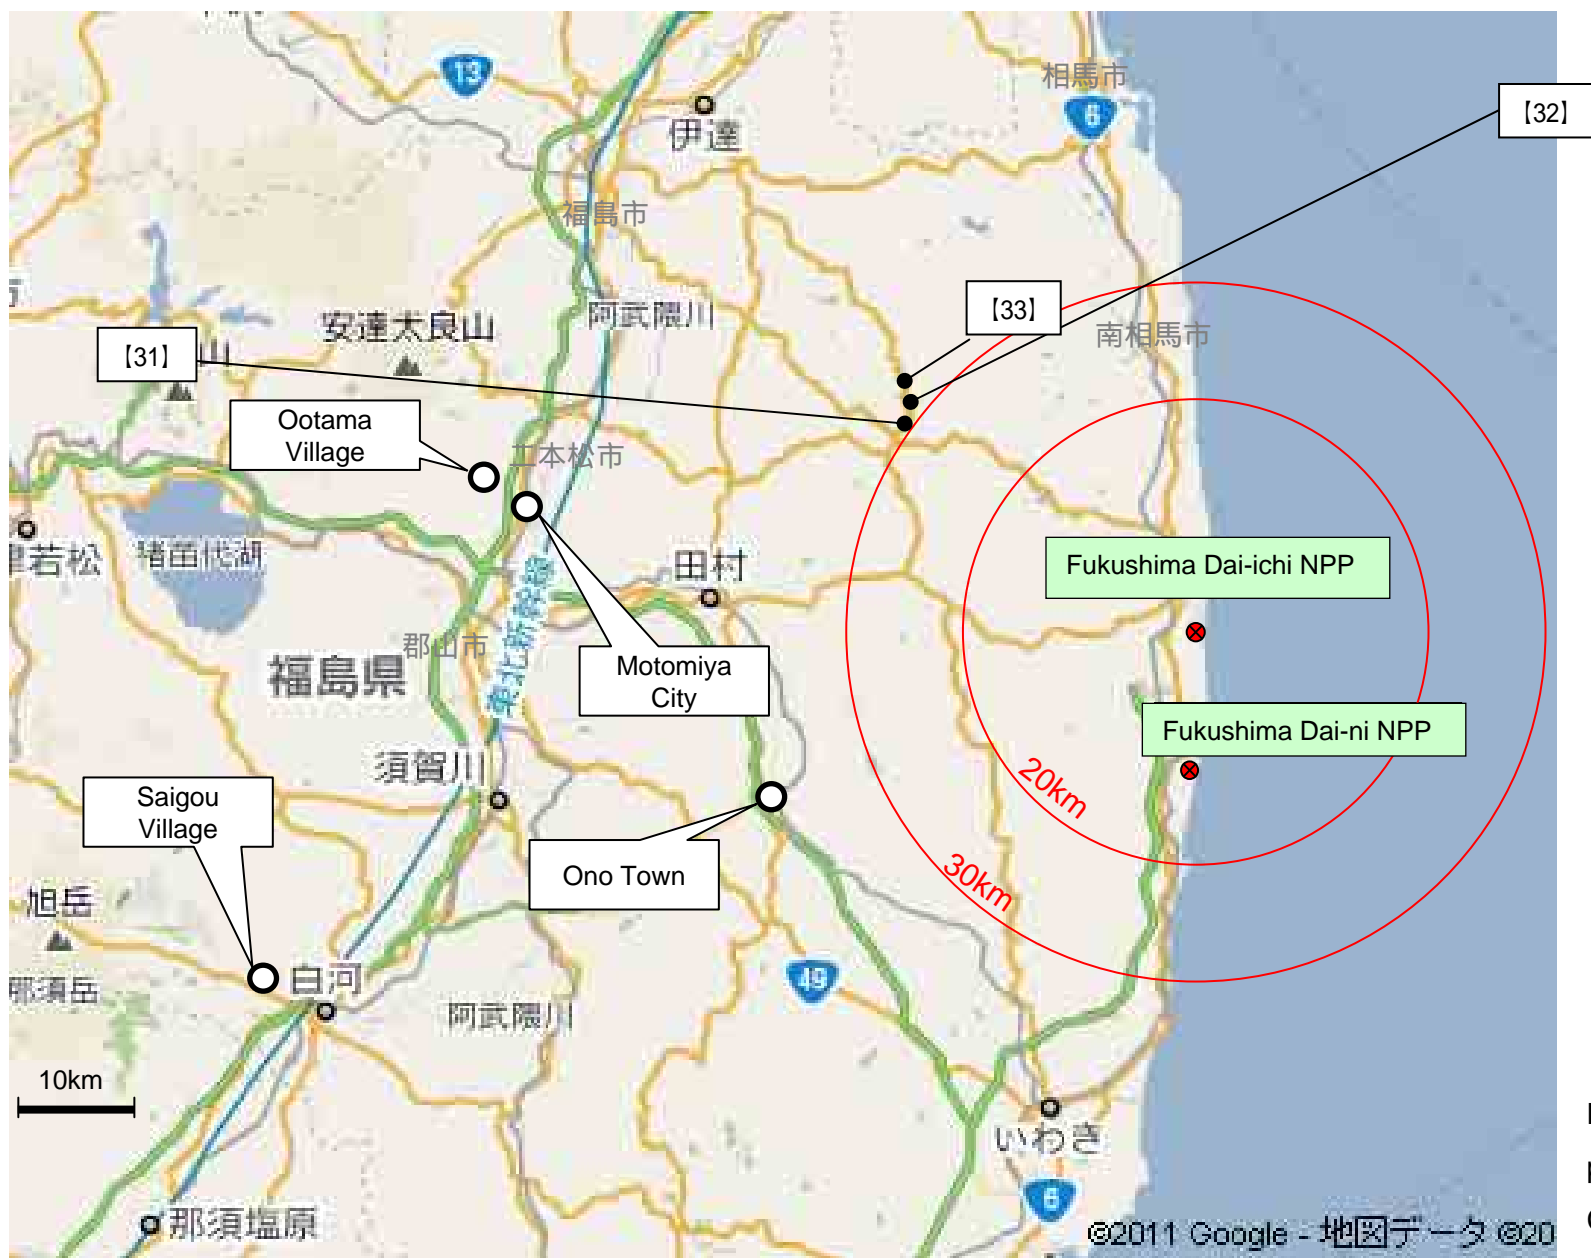 13
相馬市
6
【32】
伊達
福島市
【33】
安達太良山
阿武隈川
南相馬市
【31】
川
Ootama
Village
二本松市
猪苗代湖
若松
田村
Fukushima Dai-ichi NPP
東北新幹線
郡山市
福島県
Motomiya
City
Fukushima Dai-ni NPP
須賀川
20km
Saigou
Village
Ono Town
30km
旭岳
那須岳
白河
49
阿武隈川
10km
いわき
6
那須塩原
©2011 Google - 地図データ ©20